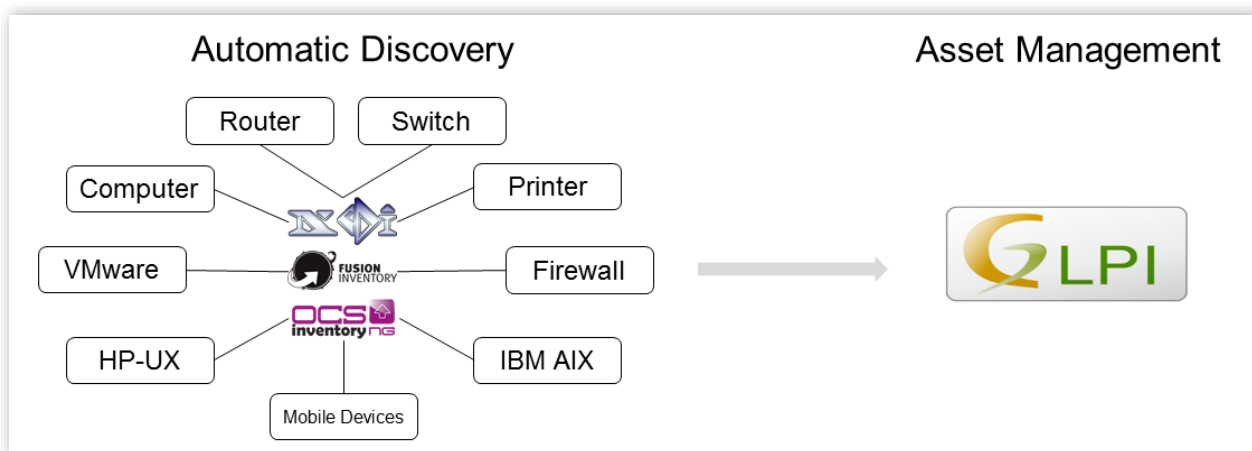 Automatic Discovery
Asset Management
Router
Switch
Computer
Printer
VMware
FUSION
INVENTORY
Firewall
GLPI
OCS
inventory NG
HP-UX
IBM AIX
Mobile Devices